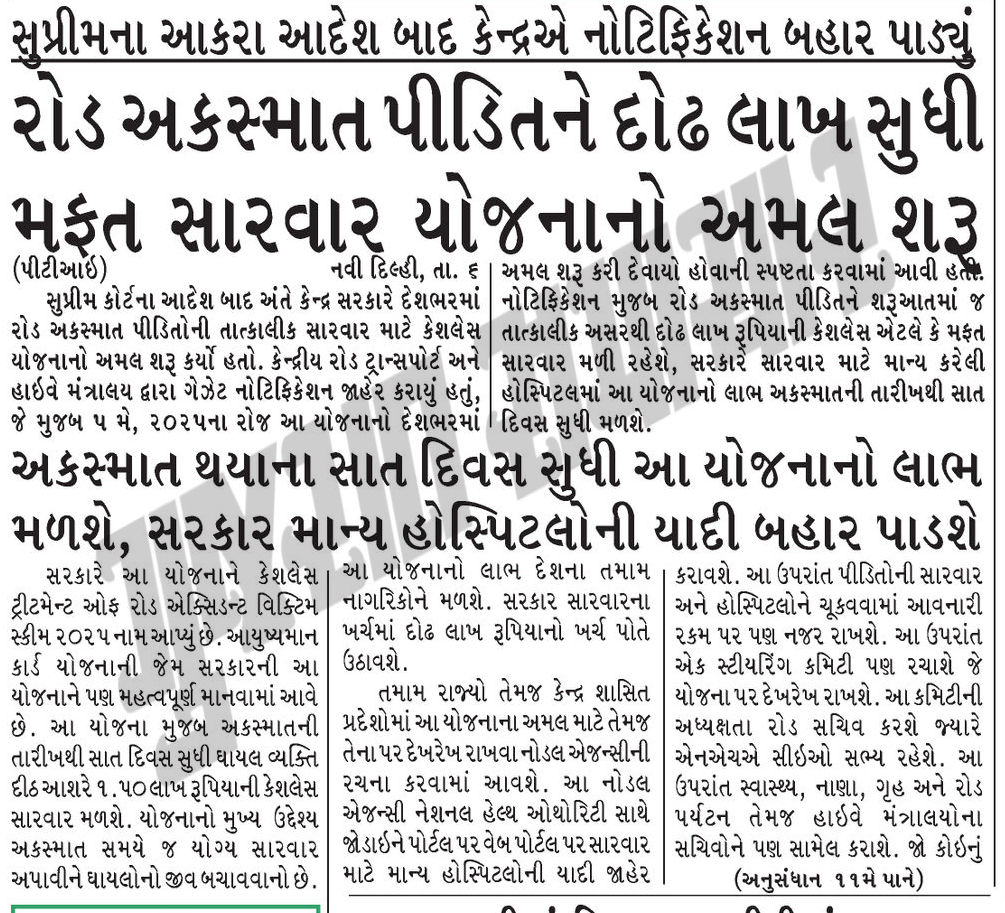 સુપ્રીમના આકરા આદેશ બાદ કેન્દ્રએ નોટિફિકેશન બહાર પાડ્યું
રોડ અકસ્માત પીડિતને દોઢ લાખ સુધી
મફત સારવાર યોજનાનો અમલ શરૂ
(પીટીઆઇ) નવી દિલ્હી, તા. ૬
સુપ્રીમ કોર્ટના આદેશ બાદ અંતે કેન્દ્ર સરકારે દેશભરમાં
રોડ અકસ્માત પીડિતોની તાત્કાલીક સારવાર માટે કેશલેસ
યોજનાનો અમલ શરૂ કર્યો હતો. કેન્દ્રીય રોડ ટ્રાન્સપોર્ટ અને
હાઇવે મંત્રાલય દ્વારા ગેઝેટ નોટિફિકેશન જાહેર કરાયું હતું,
જે મુજબ ૫ મે, ૨૦૨૫ના રોજ આ યોજનાનો દેશભરમાં
અમલ શરૂ કરી દેવાયો હોવાની સ્પષ્ટતા કરવામાં આવી હતી.
નોટિફિકેશન મુજબ રોડ અકસ્માત પીડિતને શરૂઆતમાં જ
તાત્કાલીક અસરથી દોઢ લાખ રૂપિયાની કેશલેસ એટલે કે મફત
સારવાર મળી રહેશે, સરકારે સારવાર માટે માન્ય કરેલી
હોસ્પિટલમાં આ યોજનાનો લાભ અકસ્માતની તારીખથી સાત
દિવસ સુધી મળશે.
અકસ્માત થયાના સાત દિવસ સુધી આ યોજનાનો લાભ
મળશે, સરકાર માન્ય હોસ્પિટલોની યાદી બહાર પાડશે
સરકારે આ યોજનાને કેશલેસ
ટ્રીટમેન્ટ ઓફ રોડ એક્સિડેન્ટ વિક્ટિમ
સ્કીમ ૨૦૨૫ નામ આપ્યું છે. આયુષ્યમાન
કાર્ડ યોજનાની જેમ સરકારની આ
યોજનાને પણ મહત્વપૂર્ણ માનવામાં આવે
છે. આ યોજના મુજબ અકસ્માતની
તારીખથી સાત દિવસ સુધી ઘાયલ વ્યક્તિ
દીઠ આશરે ૧.૫૦ લાખ રૂપિયાની કેશલેસ
સારવાર મળશે. યોજનાનો મુખ્ય ઉદ્દેશ્ય
અકસ્માત સમયે જ યોગ્ય સારવાર
અપાવીને ઘાયલોનો જીવ બચાવવાનો છે.
આ યોજનાનો લાભ દેશના તમામ
નાગરિકોને મળશે. સરકાર સારવારના
ખર્ચમાં દોઢ લાખ રૂપિયાનો ખર્ચ પોતે
ઉઠાવશે.
તમામ રાજ્યો તેમજ કેન્દ્ર શાસિત
પ્રદેશોમાં આ યોજનાના અમલ માટે તેમજ
તેના પર દેખરેખ રાખવા નોડલ એજન્સીની
રચના કરવામાં આવશે. આ નોડલ
એજન્સી નેશનલ હેલ્થ ઓથોરિટી સાથે
જોડાઇને પોર્ટલ પર વેબ પોર્ટલ પર સારવાર
માટે માન્ય હોસ્પિટલોની યાદી જાહેર
કરાવશે. આ ઉપરાંત પીડિતોની સારવાર
અને હોસ્પિટલોને ચૂકવવામાં આવનારી
રકમ પર પણ નજર રાખશે. આ ઉપરાંત
એક સ્ટીયરિંગ કમિટી પણ રચાશે જે
યોજના પર દેખરેખ રાખશે. આ કમિટીની
અધ્યક્ષતા રોડ સચિવ કરશે જ્યારે
એનએચએ સીઇઓ સભ્ય રહેશે. આ
ઉપરાંત સ્વાસ્થ્ય, નાણા, ગૃહ અને રોડ
પર્યટન તેમજ હાઇવે મંત્રાલયોના
સચિવોને પણ સામેલ કરાશે. જો કોઇનું
(અનુસંધાન ૧૧મે પાને)
ગુજરાત સમાચાર